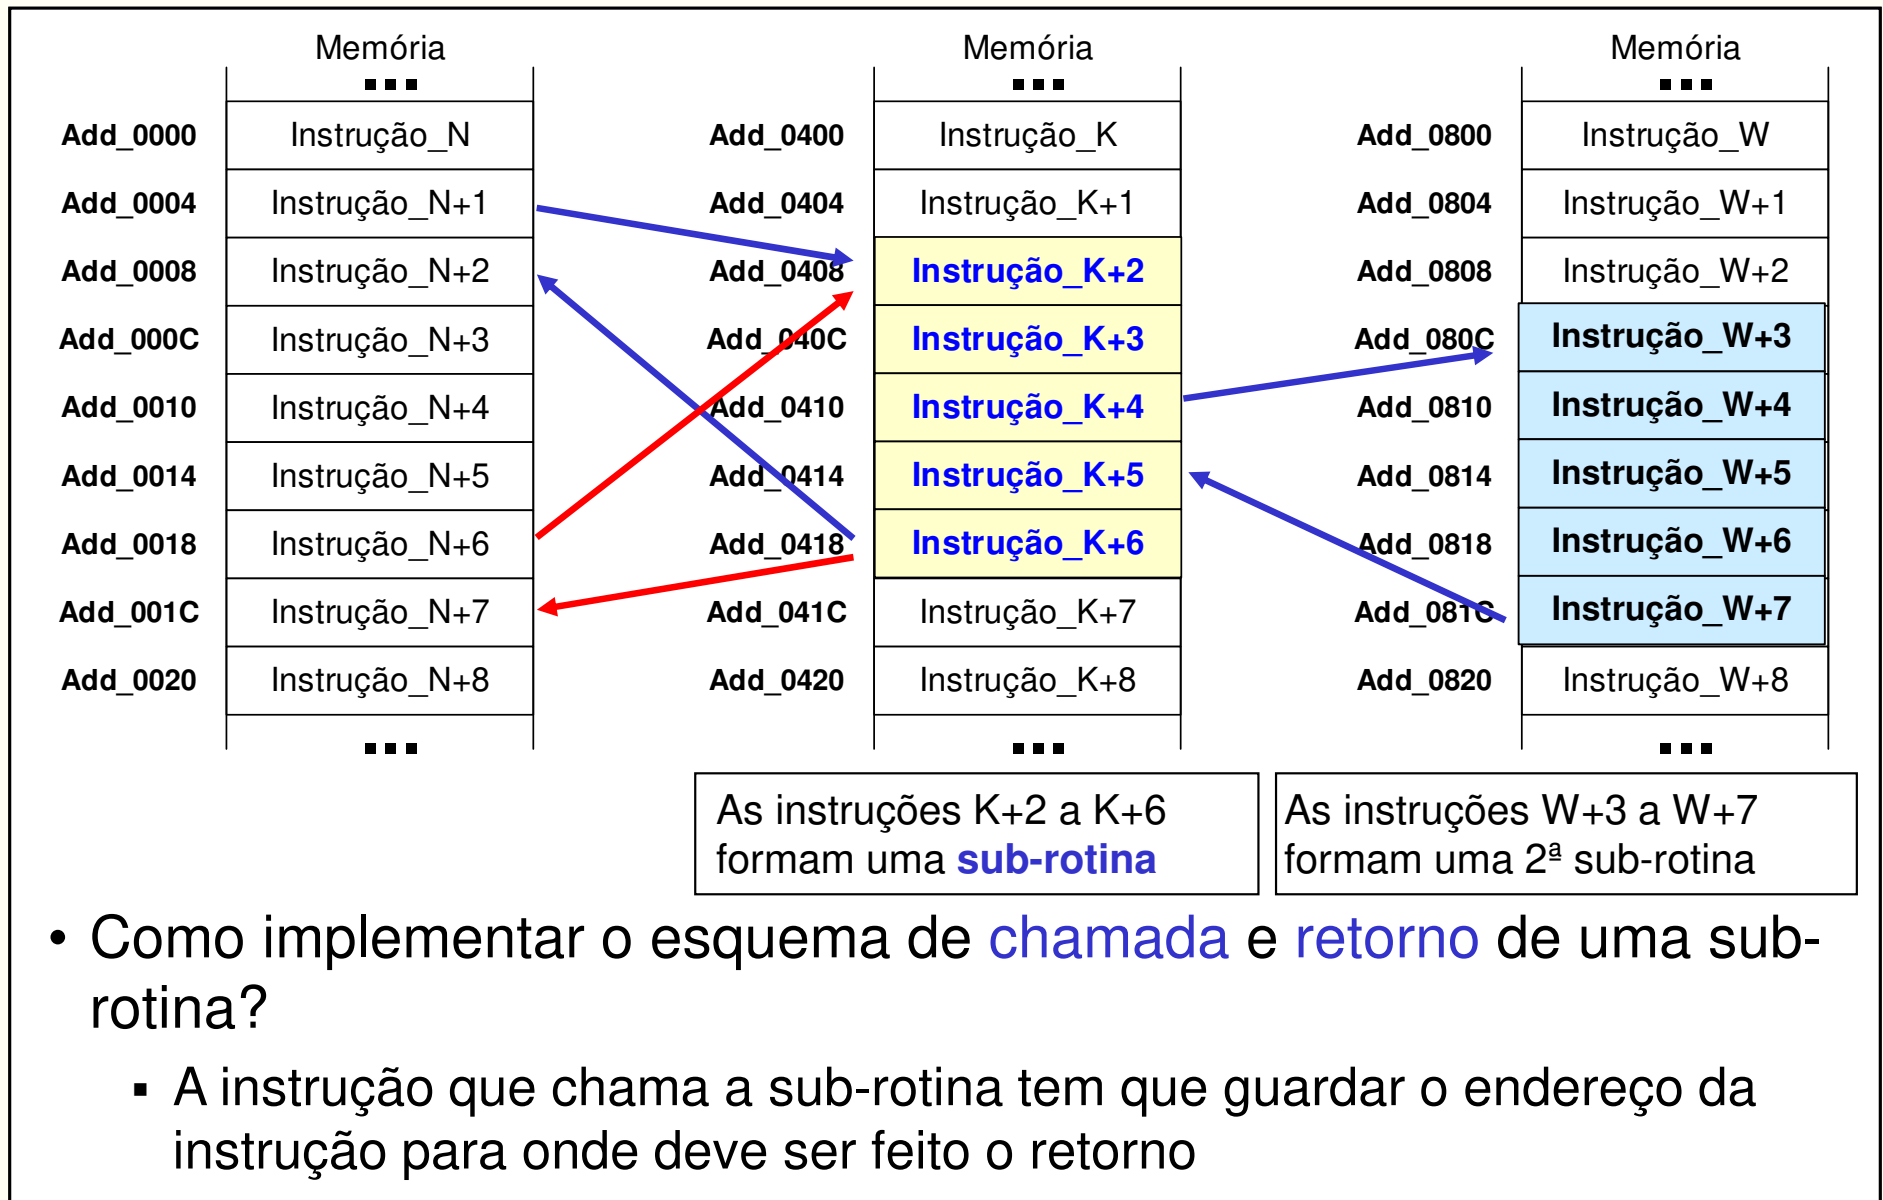 Memória Memória Memória
Add_0000 Instrução_N Add_0400 Instrução_K Add_0800 Instrução_W
Add_0004 Instrução_N+1 Add_0404 Instrução_K+1 Add_0804 Instrução_W+1
Add_0008 Instrução_N+2 Add_0408 Instrução_K+2 Add_0808 Instrução_W+2
Add_000C Instrução_N+3 Add_040C Instrução_K+3 Add_080C Instrução_W+3
Add_0010 Instrução_N+4 Add_0410 Instrução_K+4 Add_0810 Instrução_W+4
Add_0014 Instrução_N+5 Add_0414 Instrução_K+5 Add_0814 Instrução_W+5
Add_0018 Instrução_N+6 Add_0418 Instrução_K+6 Add_0818 Instrução_W+6
Add_001C Instrução_N+7 Add_041C Instrução_K+7 Add_081C Instrução_W+7
Add_0020 Instrução_N+8 Add_0420 Instrução_K+8 Add_0820 Instrução_W+8
As instruções K+2 a K+6
formam uma sub-rotina
As instruções W+3 a W+7
formam uma 2ª sub-rotina
• Como implementar o esquema de chamada e retorno de uma sub-
rotina?
▪ A instrução que chama a sub-rotina tem que guardar o endereço da
instrução para onde deve ser feito o retorno